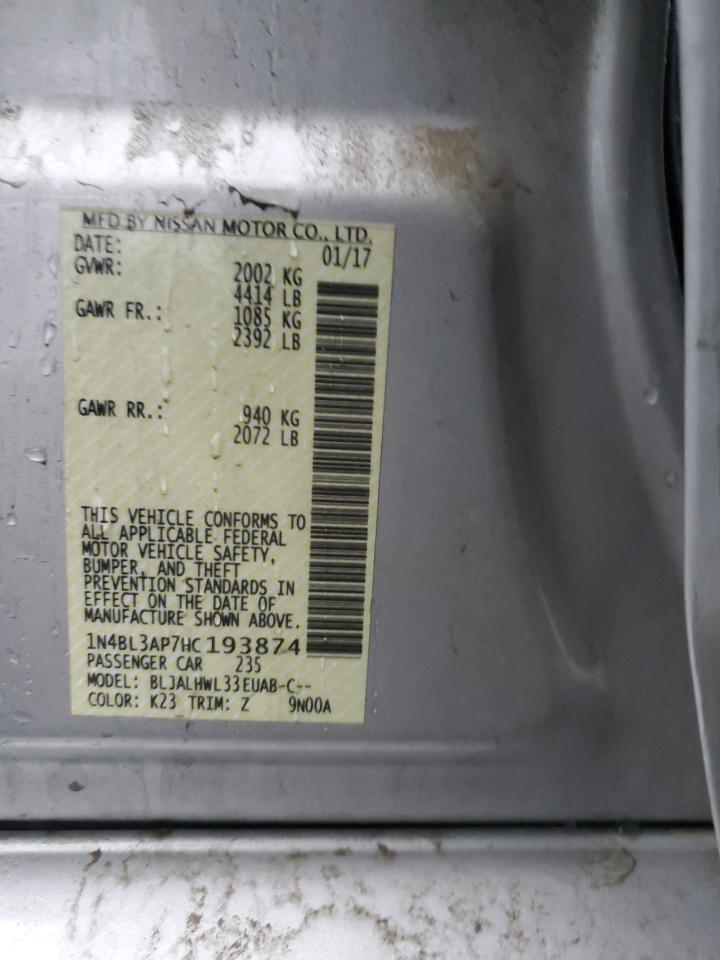 MFD BY NISSAN MOTOR CO., LTD.
DATE: 01/17
GVWR: 2002 KG
4414 LB
GAWR FR.: 1085 KG
2392 LB
GAWR RR.: 940 KG
2072 LB
THIS VEHICLE CONFORMS TO
ALL APPLICABLE FEDERAL
MOTOR VEHICLE SAFETY,
BUMPER, AND THEFT
PREVENTION STANDARDS IN
EFFECT ON THE DATE OF
MANUFACTURE SHOWN ABOVE.
1N4BL3AP7HC193874
PASSENGER CAR 235
MODEL: BLJALHWL33EUAB-C--
COLOR: K23 TRIM: Z 9N00A